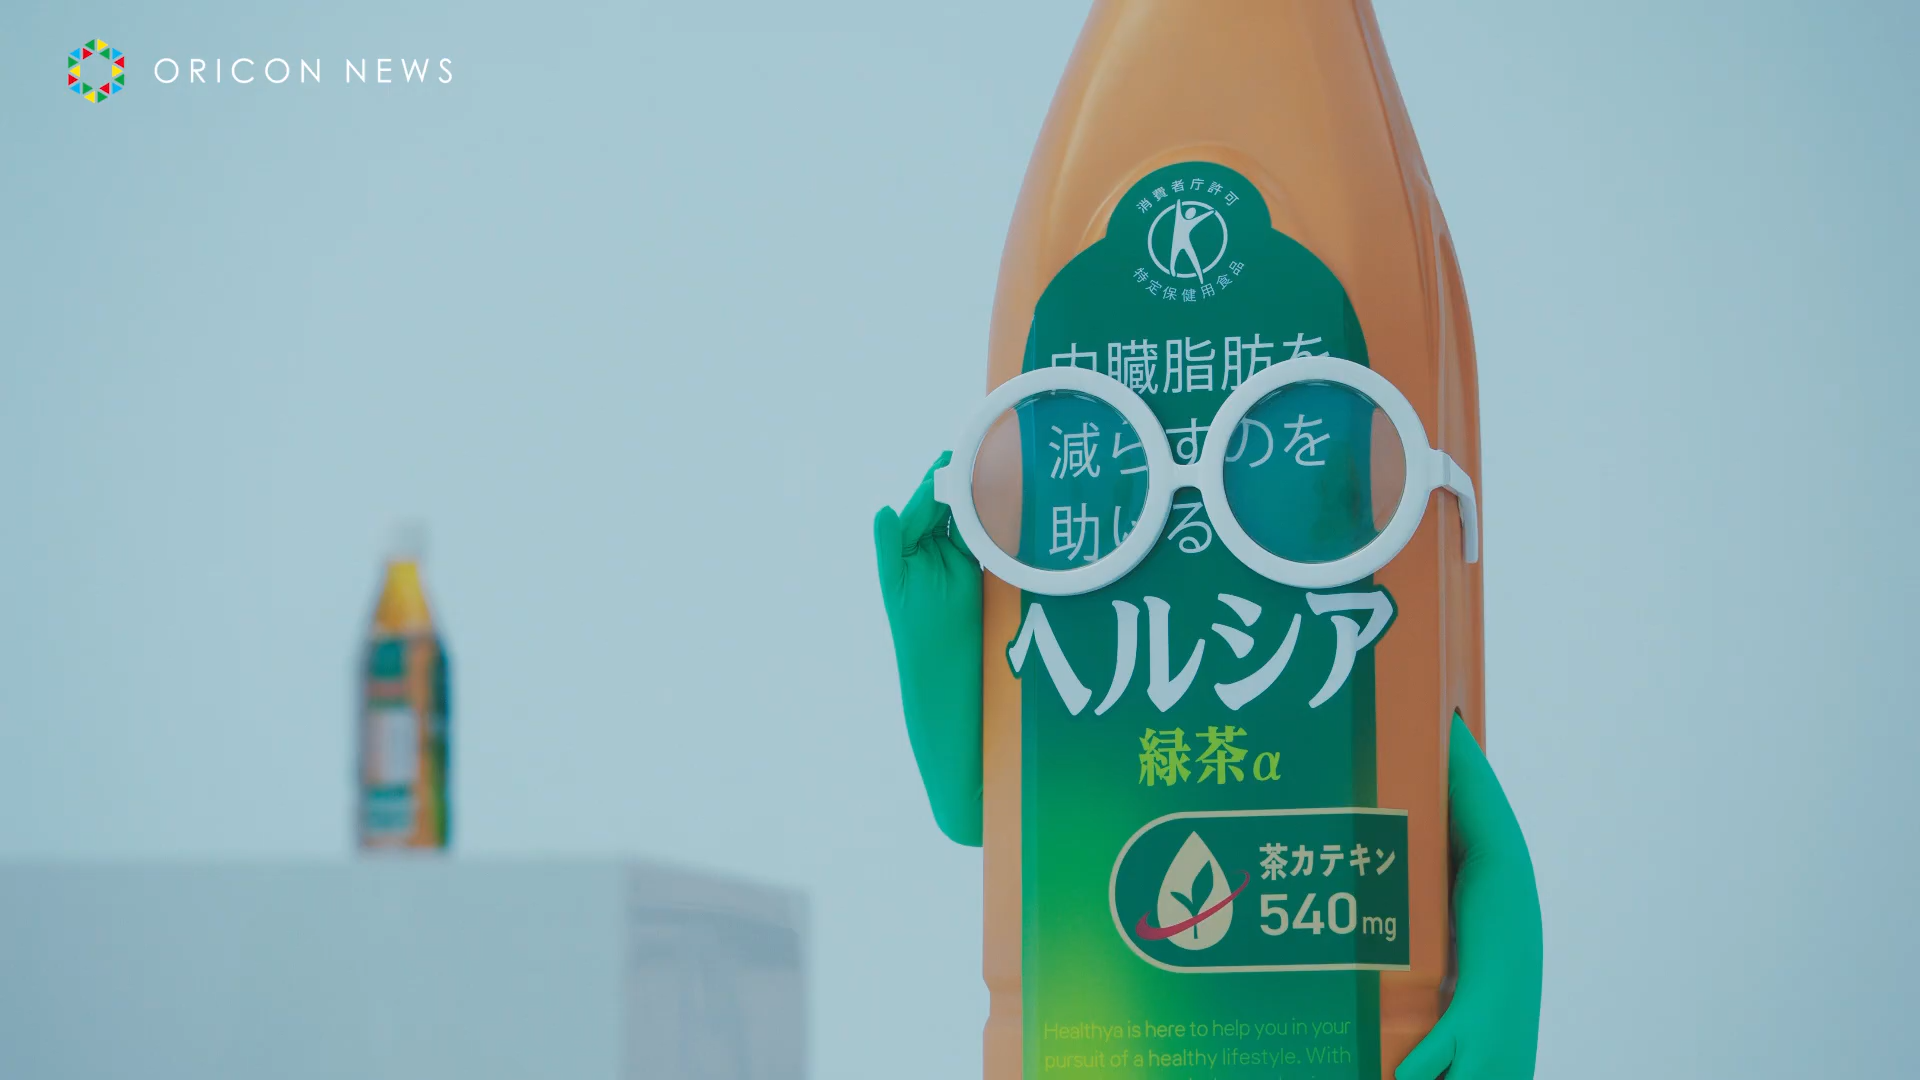 ORICON NEWS
消費者庁許可
特定保健用食品
内臓脂肪を
減らすのを
助ける
ヘルシア
緑茶α
茶カテキン
540mg
Healthya is here to help you in your
pursuit of a healthy lifestyle. With